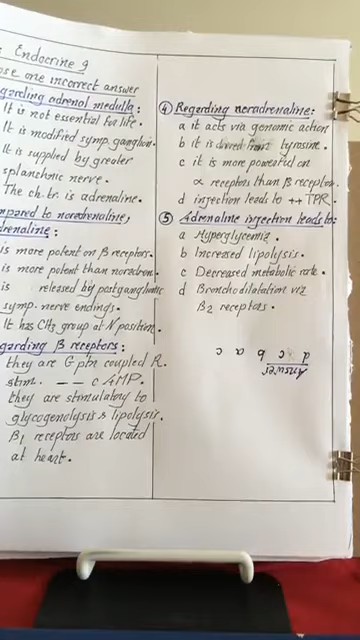 Endocrine 9
ose one incorrect answer
garding adrenal medulla:
It is not essential for life.
It is modified symp. ganglion.
It is supplied by greater
splanchnic nerve.
The ch. tr. is adrenaline.
mpared to noradrenaline,
drenaline:
is more potent on β receptors.
is more potent than noradren.
is released by postganglionic
symp. nerve endings.
It has CH3 group at N position.
garding β receptors:
they are G ptn coupled R.
stim. — — cAMP.
they are stimulatory to
glycogenolysis & lipolysis.
β1 receptors are located
at heart.
④ Regarding noradrenaline:
a it acts via genomic action
b it is derived from tyrosine.
c it is more powerful on
α receptors than β receptor.
d injection leads to ++ TPR.
⑤ Adrenaline injection leads to:
a Hyperglycemia.
b Increased lipolysis.
c Decreased metabolic rate.
d Bronchodilatation via
β2 receptors.
Answer
d c b a c